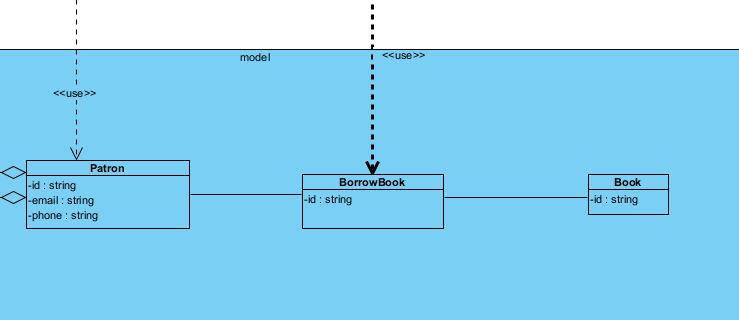 model
<<use>>
<<use>>
Patron
-id : string
-email : string
-phone : string
BorrowBook
-id : string
Book
-id : string